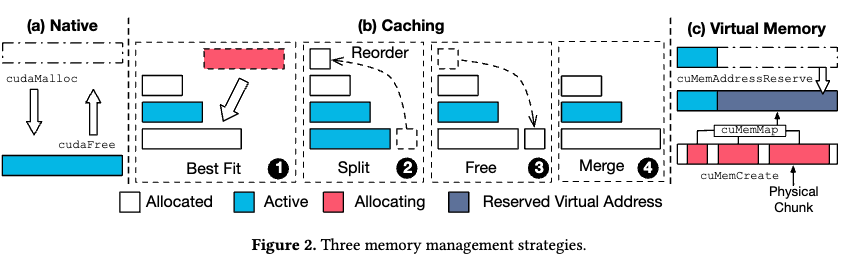 (a) Native
cudaMalloc
cudaFree
(b) Caching
Best Fit
1
Reorder
Split
2
Free
3
Merge
4
(c) Virtual Memory
cuMemAddressReserve
cuMemMap
cuMemCreate
Physical
Chunk
Allocated
Active
Allocating
Reserved Virtual Address
Figure 2. Three memory management strategies.